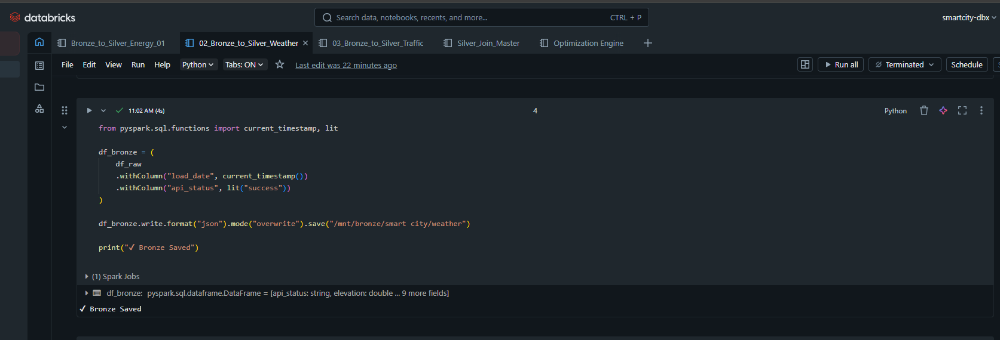 databricks
Search data, notebooks, recents, and more... CTRL + P
smartcity-dbx
Bronze_to_Silver_Energy_01
02_Bronze_to_Silver_Weather
03_Bronze_to_Silver_Traffic
Silver_Join_Master
Optimization Engine
File Edit View Run Help Python Tabs: ON Last edit was 22 minutes ago Run all Terminated Schedule
11:02 AM (4s) 4 Python
from pyspark.sql.functions import current_timestamp, lit
df_bronze = (
df_raw
.withColumn("load_date", current_timestamp())
.withColumn("api_status", lit("success"))
)
df_bronze.write.format("json").mode("overwrite").save("/mnt/bronze/smart city/weather")
print("✓ Bronze Saved")
(1) Spark Jobs
df_bronze: pyspark.sql.dataframe.DataFrame = [api_status: string, elevation: double ... 9 more fields]
✓ Bronze Saved